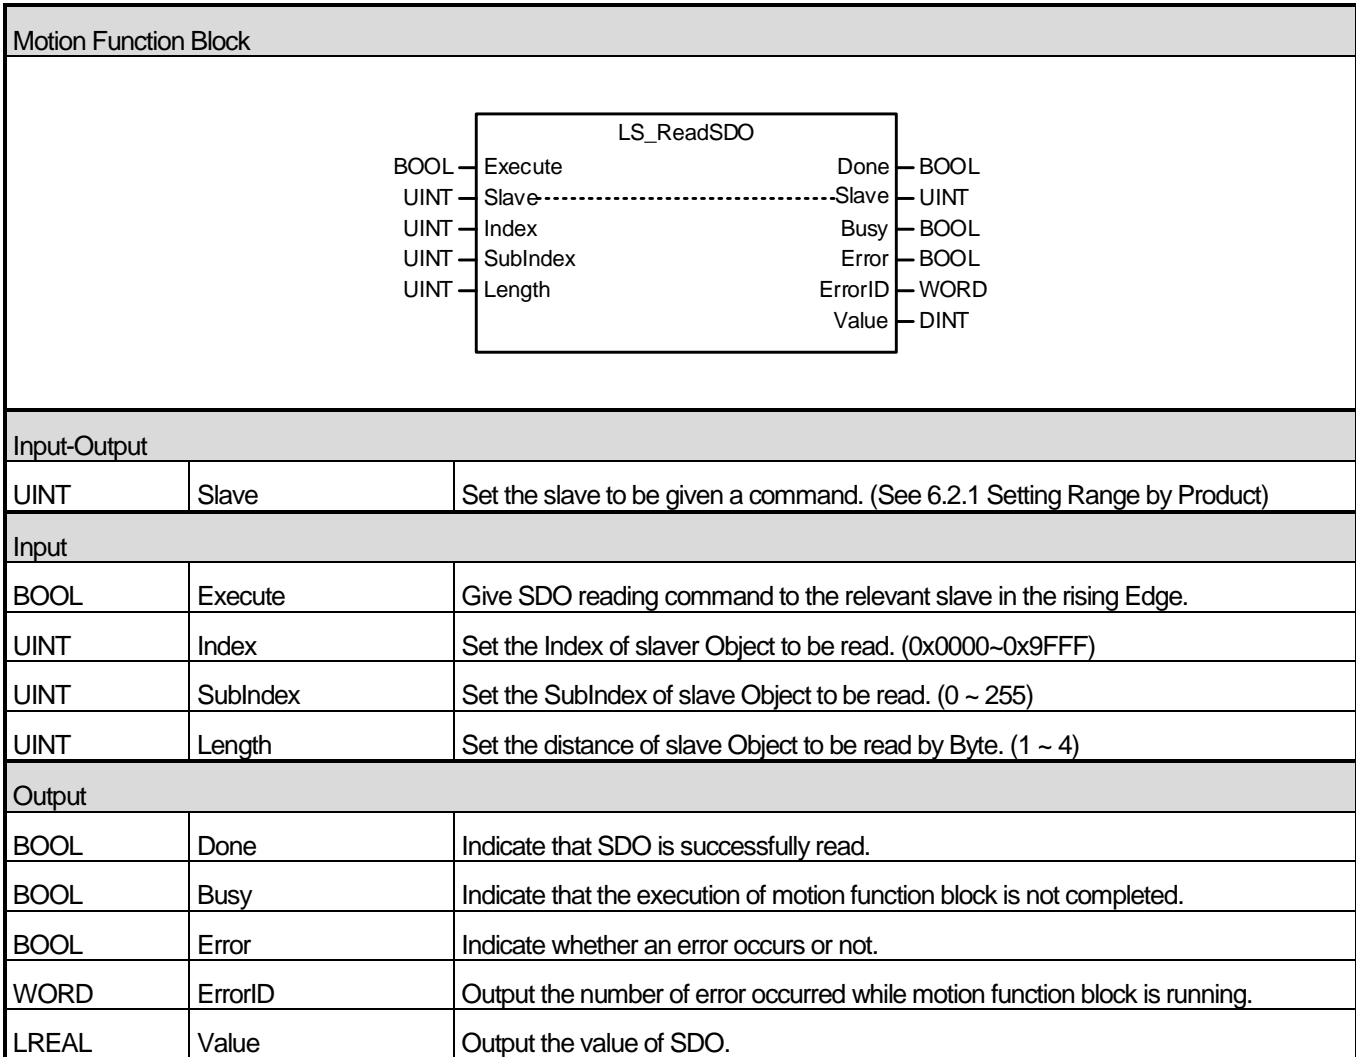 Motion Function Block
LS_ReadSDO
BOOL Execute Done BOOL
UINT Slave Slave UINT
UINT Index Busy BOOL
UINT SubIndex Error BOOL
UINT Length ErrorID WORD
Value DINT
Input-Output
UINT Slave Set the slave to be given a command. (See 6.2.1 Setting Range by Product)
Input
BOOL Execute Give SDO reading command to the relevant slave in the rising Edge.
UINT Index Set the Index of slaver Object to be read. (0x0000~0x9FFF)
UINT SubIndex Set the SubIndex of slave Object to be read. (0 ~ 255)
UINT Length Set the distance of slave Object to be read by Byte. (1 ~ 4)
Output
BOOL Done Indicate that SDO is successfully read.
BOOL Busy Indicate that the execution of motion function block is not completed.
BOOL Error Indicate whether an error occurs or not.
WORD ErrorID Output the number of error occurred while motion function block is running.
LREAL Value Output the value of SDO.